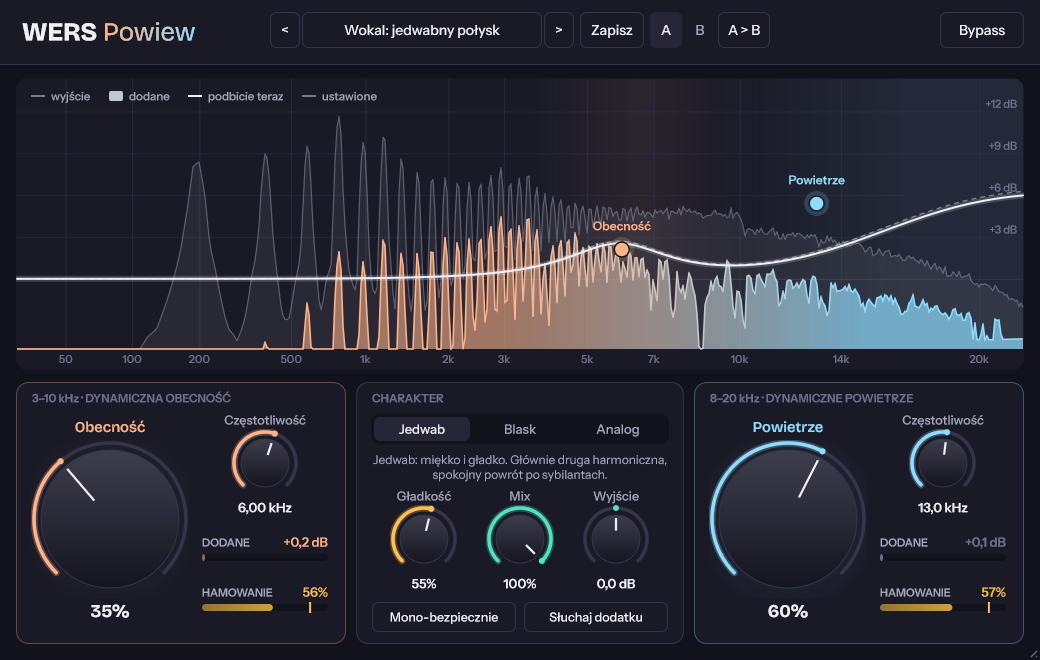 WERS Powiew
<
Wokal: jedwabny połysk
>
Zapisz
A
B
A > B
Bypass
wyjście
dodane
podbicie teraz
ustawione
+12 dB
+9 dB
Powietrze
+6 dB
Obecność
+3 dB
50
100
200
500
1k
2k
3k
5k
7k
10k
14k
20k
3–10 kHz · DYNAMICZNA OBECNOŚĆ
Obecność
Częstotliwość
6,00 kHz
DODANE
+0,2 dB
HAMOWANIE
56%
35%
CHARAKTER
Jedwab
Blask
Analog
Jedwab: miękko i gładko. Głównie druga harmoniczna,
spokojny powrót po sybilantach.
Gładkość
Mix
Wyjście
55%
100%
0,0 dB
Mono-bezpiecznie
Słuchaj dodatku
8–20 kHz · DYNAMICZNE POWIETRZE
Powietrze
Częstotliwość
13,0 kHz
DODANE
+0,1 dB
HAMOWANIE
57%
60%